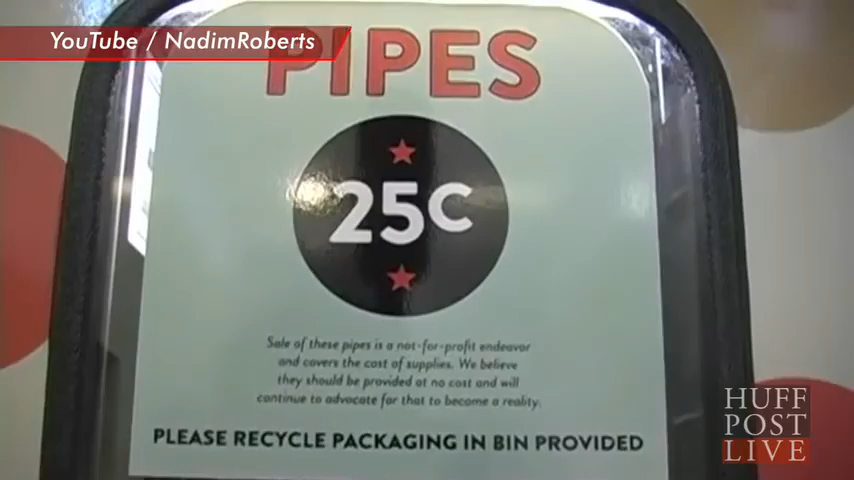 YouTube / NadimRoberts
PIPES
25C
Sale of these pipes is a not-for-profit endeavor
and covers the cost of supplies. We believe
they should be provided at no cost and will
continue to advocate for that to become a reality.
PLEASE RECYCLE PACKAGING IN BIN PROVIDED
HUFF
POST
LIVE